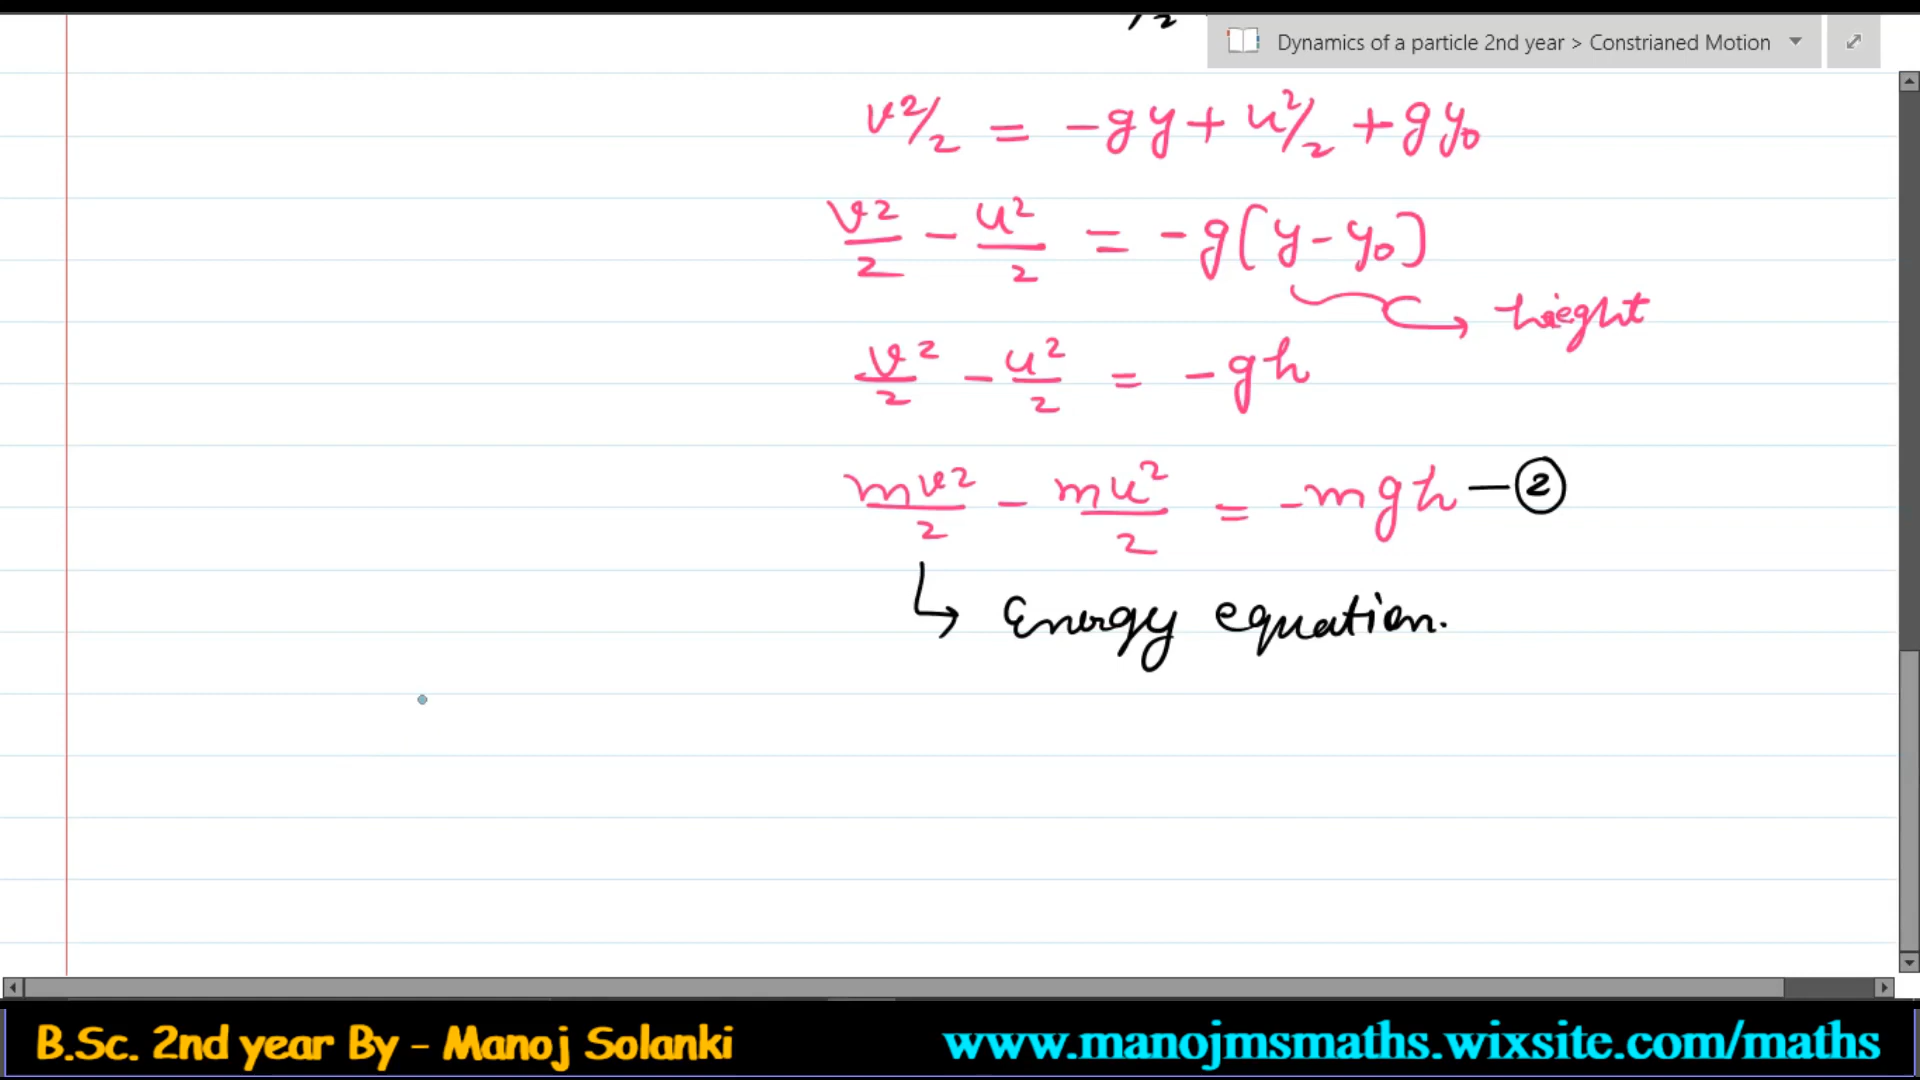 /2
Dynamics of a particle 2nd year > Constrianed Motion
v²/2 = -gy + u²/2 + gy₀
v²/2 - u²/2 = -g[y - y₀]
hieght
v²/2 - u²/2 = -gh
mv²/2 - mu²/2 = -mgh — ②
↳ Energy equation.
B.Sc. 2nd year By - Manoj Solanki
www.manojmsmaths.wixsite.com/maths